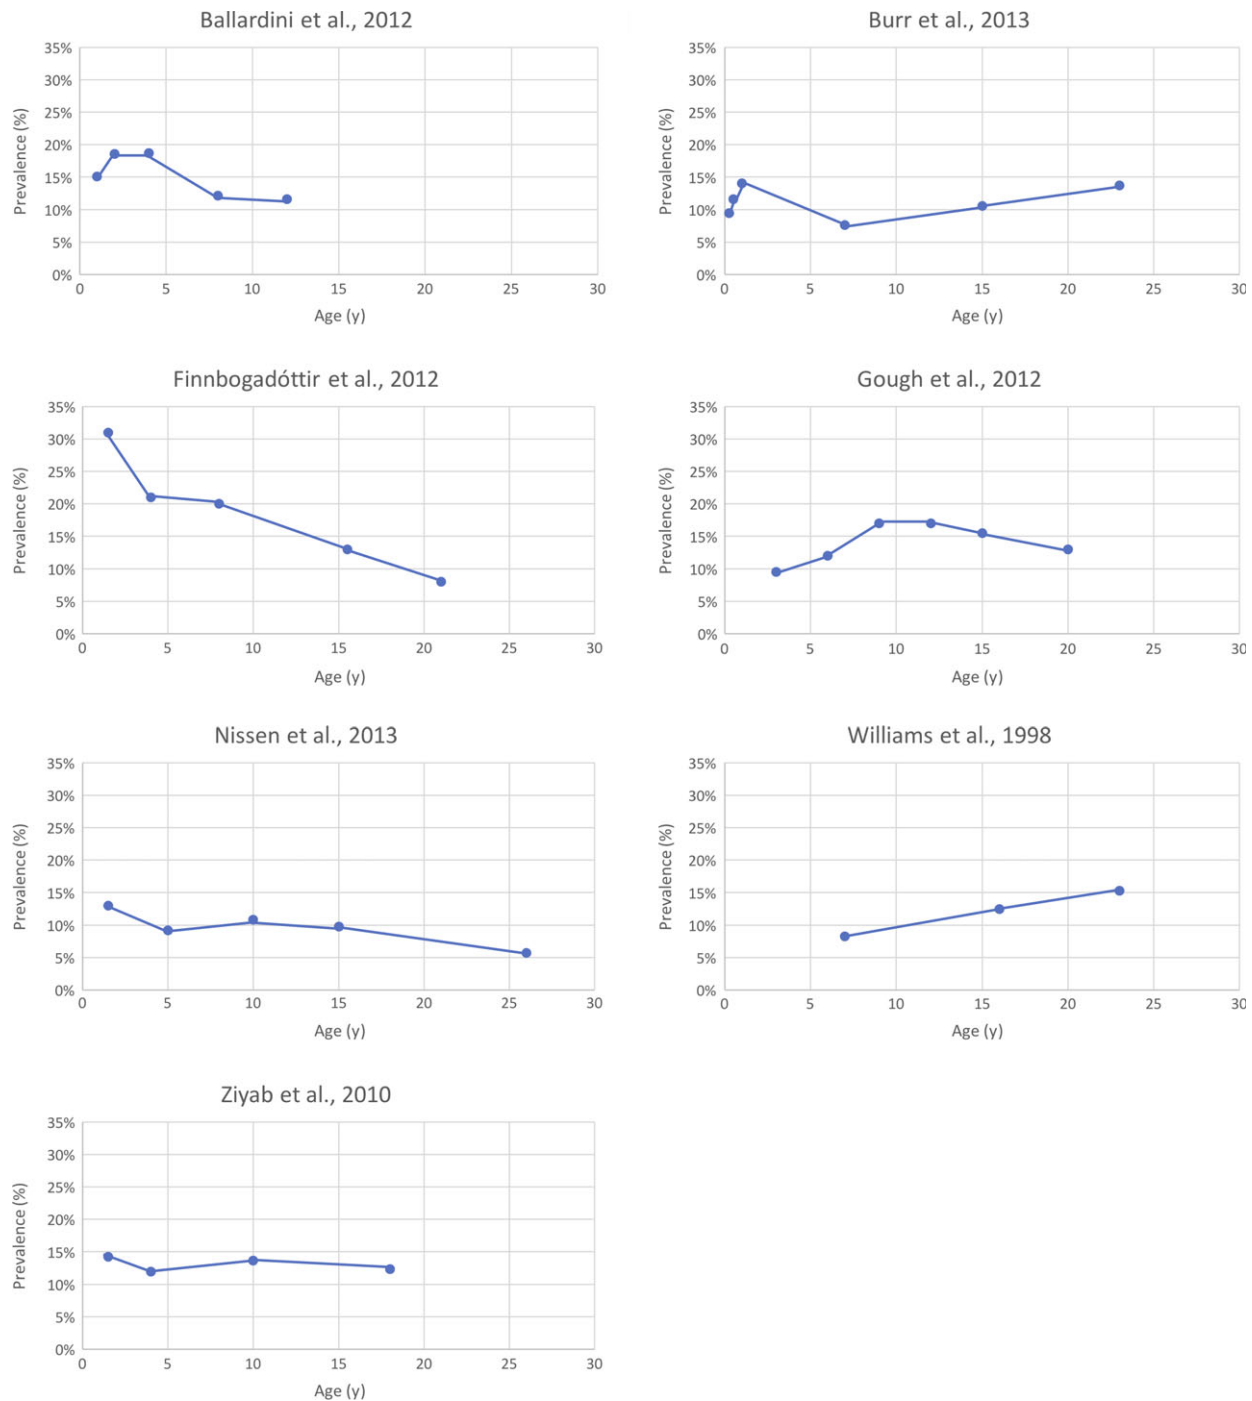 Ballardini et al., 2012
35%
30%
25%
20%
15%
10%
5%
0%
Prevalence (%)
0 5 10 15 20 25 30
Age (y)
Burr et al., 2013
35%
30%
25%
20%
15%
10%
5%
0%
Prevalence (%)
0 5 10 15 20 25 30
Age (y)
Finnbogadóttir et al., 2012
35%
30%
25%
20%
15%
10%
5%
0%
Prevalence (%)
0 5 10 15 20 25 30
Age (y)
Gough et al., 2012
35%
30%
25%
20%
15%
10%
5%
0%
Prevalence (%)
0 5 10 15 20 25 30
Age (y)
Nissen et al., 2013
35%
30%
25%
20%
15%
10%
5%
0%
Prevalence (%)
0 5 10 15 20 25 30
Age (y)
Williams et al., 1998
35%
30%
25%
20%
15%
10%
5%
0%
Prevalence (%)
0 5 10 15 20 25 30
Age (y)
Ziyab et al., 2010
35%
30%
25%
20%
15%
10%
5%
0%
Prevalence (%)
0 5 10 15 20 25 30
Age (y)